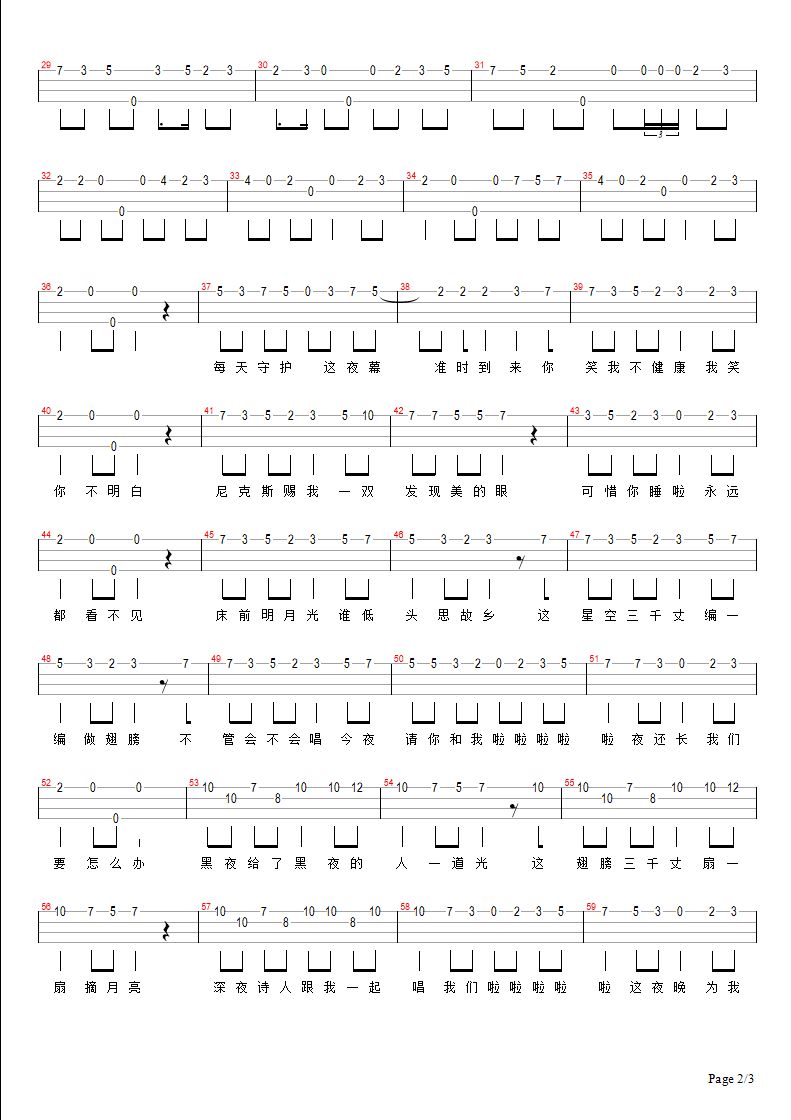 29 7 3 5 0 3 5 2 3 30 2 3 0 0 0 2 3 5 31 7 5 2 0 0 0 0 0 2 3
3
32 2 2 0 0 0 4 2 3 33 4 0 2 0 0 2 3 34 2 0 0 0 7 5 7 35 4 0 2 0 0 2 3
36 2 0 0 0 37 5 3 7 5 0 3 7 5 38 2 2 2 3 7 39 7 3 5 2 3 2 3
每天守护 这夜幕 准时到来你 笑我不健康 我笑
40 2 0 0 0 41 7 3 5 2 3 5 10 42 7 7 5 5 7 43 3 5 2 3 0 2 3
你 不明白 尼克斯赐我 一双 发现美的眼 可惜你睡啦 永远
44 2 0 0 0 45 7 3 5 2 3 5 7 46 5 3 2 3 7 47 7 3 5 2 3 5 7
都 看不见 床前明月光 谁低 头 思故乡 这 星空三千丈 编一
48 5 3 2 3 7 49 7 3 5 2 3 5 7 50 5 5 3 2 0 2 3 5 51 7 7 3 0 2 3
编 做翅膀 不 管会不会唱 今夜 请你和我啦啦啦啦 啦 夜还长 我们
52 2 0 0 0 53 10 10 7 8 10 10 12 54 10 7 5 7 10 55 10 10 7 8 10 10 12
要 怎么办 黑夜给了黑 夜的 人 一道光 这 翅膀三千丈 扇一
56 10 7 5 7 57 10 10 7 8 10 10 8 10 58 10 7 3 0 2 3 5 59 7 5 3 0 2 3
扇 摘月亮 深夜诗人跟我一起 唱 我们啦啦啦啦 啦 这夜晚 为我
Page 2/3